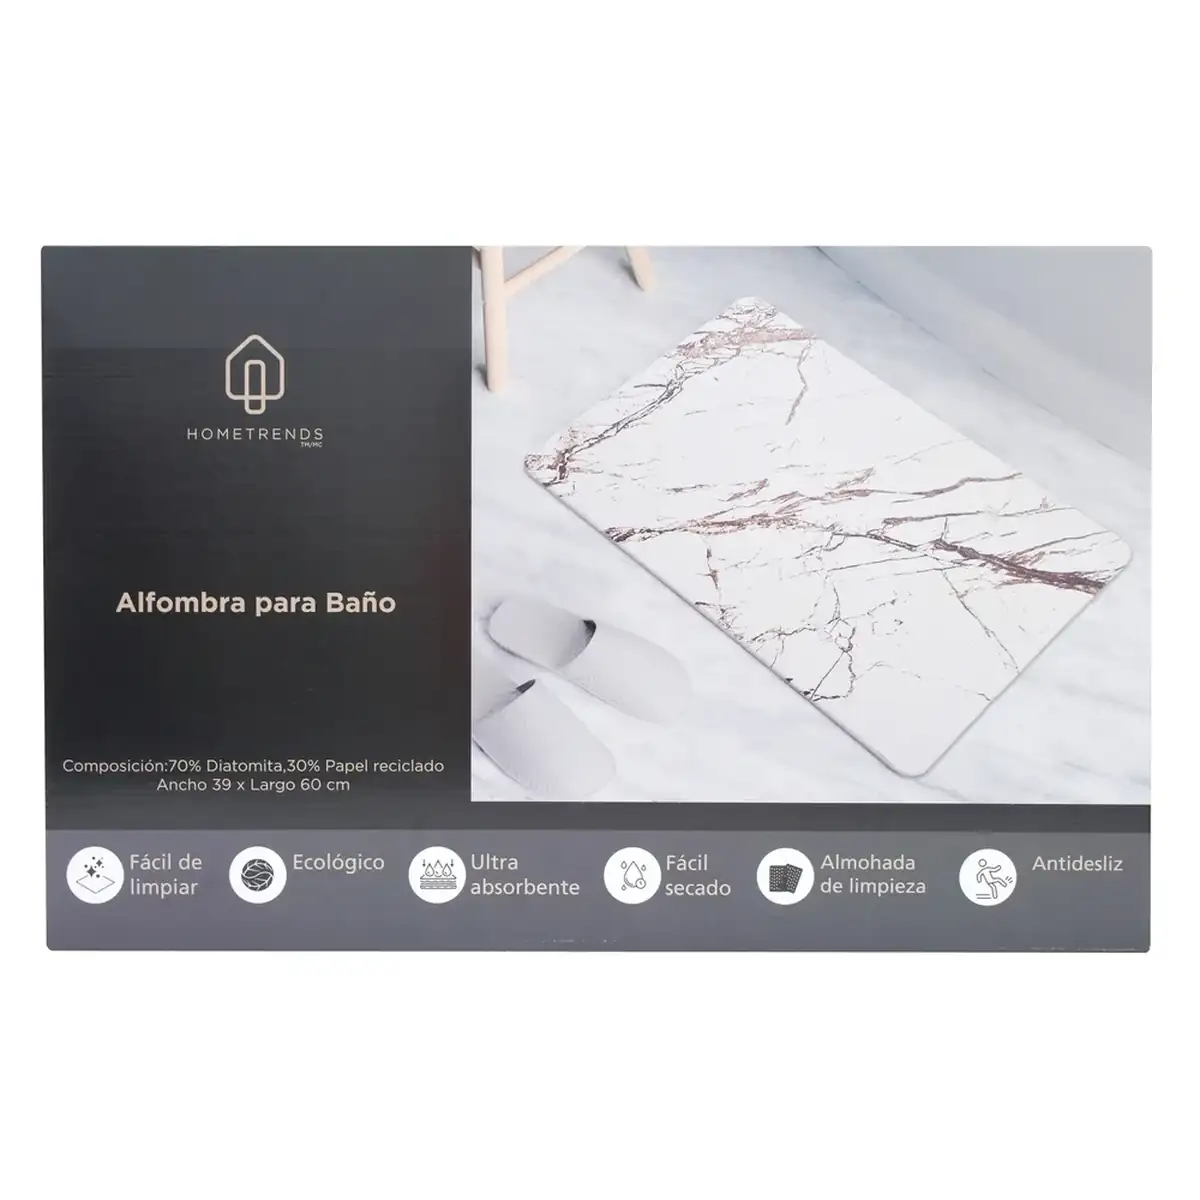 HOMETRENDS
TM/MC
Alfombra para Baño
Composición:70% Diatomita,30% Papel reciclado
Ancho 39 x Largo 60 cm
Fácil de
limpiar
Ecológico
Ultra
absorbente
Fácil
secado
Almohada
de limpieza
Antidesliz